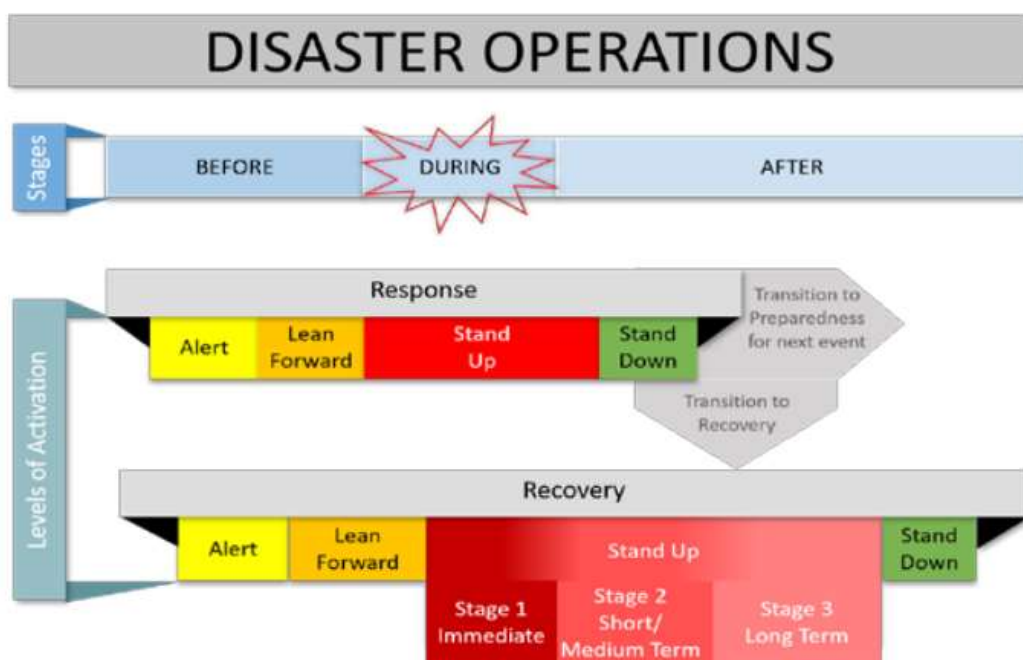 DISASTER OPERATIONS
Stages
BEFORE
DURING
AFTER
Levels of Activation
Response
Alert
Lean
Forward
Stand
Up
Stand
Down
Transition to
Preparedness
for next event
Transition to
Recovery
Recovery
Alert
Lean
Forward
Stand Up
Stand
Down
Stage 1
Immediate
Stage 2
Short/
Medium Term
Stage 3
Long Term